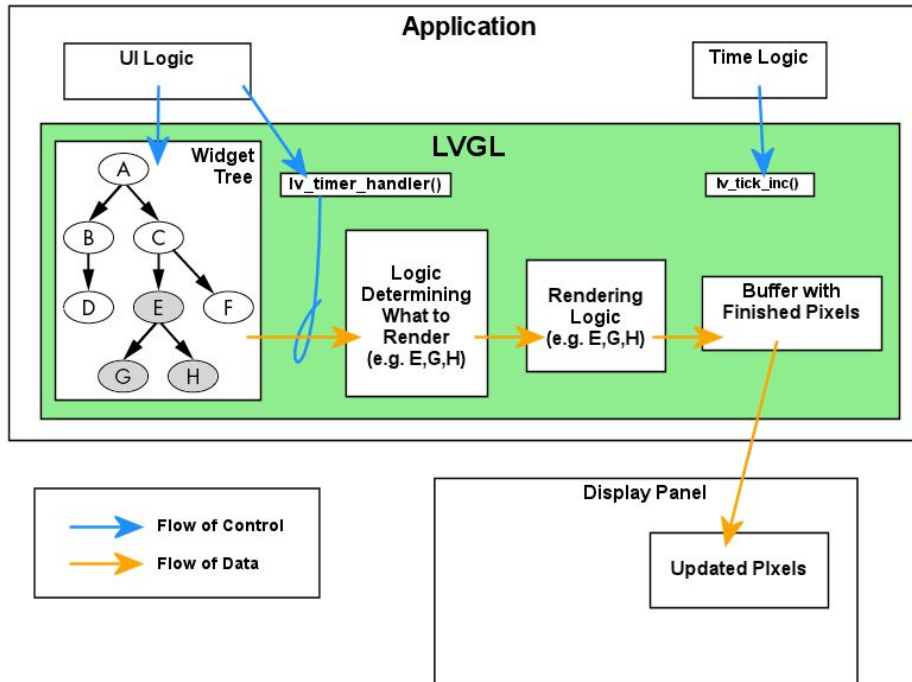 Application
UI Logic
Time Logic
LVGL
Widget
Tree
A
B
C
D
E
F
G
H
lv_timer_handler()
lv_tick_inc()
Logic
Determining
What to
Render
(e.g. E,G,H)
Rendering
Logic
(e.g. E,G,H)
Buffer with
Finished Pixels
Flow of Control
Flow of Data
Display Panel
Updated PIxels